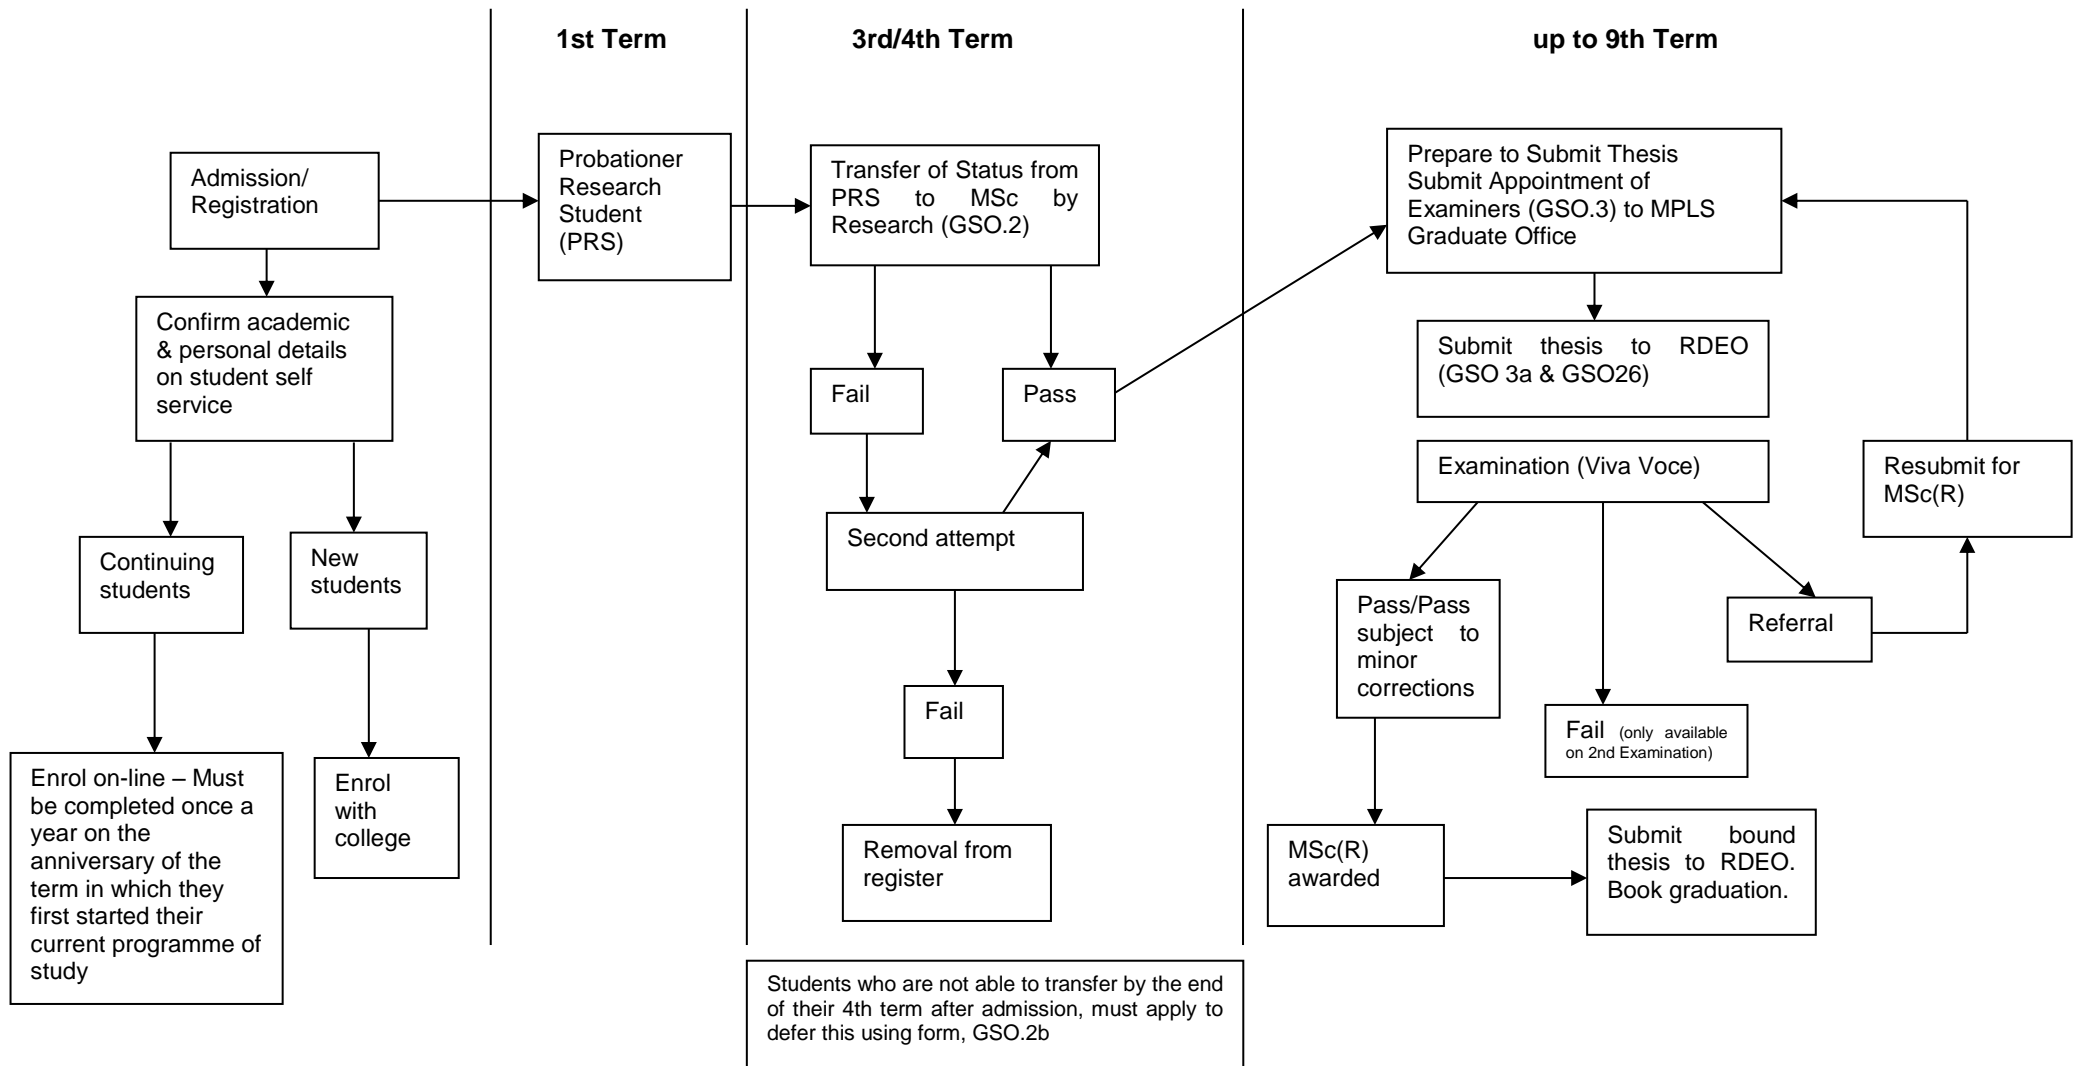 1st Term
3rd/4th Term
up to 9th Term
Admission/
Registration
Confirm academic
& personal details
on student self
service
Continuing
students
New
students
Enrol on-line – Must
be completed once a
year on the
anniversary of the
term in which they
first started their
current programme of
study
Enrol
with
college
Probationer
Research
Student
(PRS)
Transfer of Status from
PRS to MSc by
Research (GSO.2)
Fail
Pass
Second attempt
Fail
Removal from
register
Students who are not able to transfer by the end
of their 4th term after admission, must apply to
defer this using form, GSO.2b
Prepare to Submit Thesis
Submit Appointment of
Examiners (GSO.3) to MPLS
Graduate Office
Submit thesis to RDEO
(GSO 3a & GSO26)
Examination (Viva Voce)
Resubmit for
MSc(R)
Pass/Pass
subject to
minor
corrections
Referral
Fail (only available
on 2nd Examination)
MSc(R)
awarded
Submit bound
thesis to RDEO.
Book graduation.